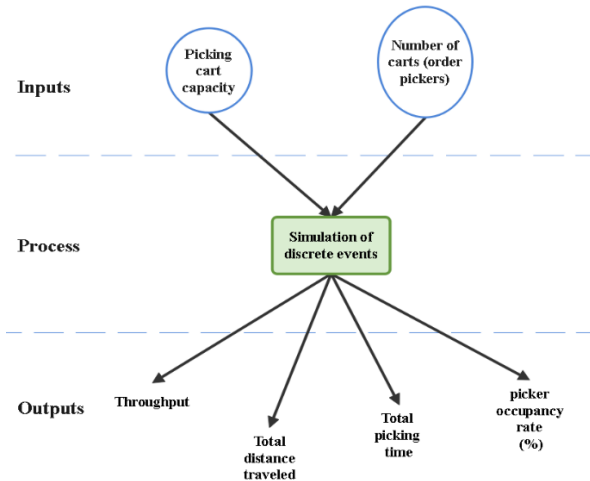 Inputs
Picking
cart
capacity
Number of
carts (order
pickers)
Process
Simulation of
discrete events
Outputs
Throughput
Total
distance
traveled
Total
picking
time
picker
occupancy
rate
(%)